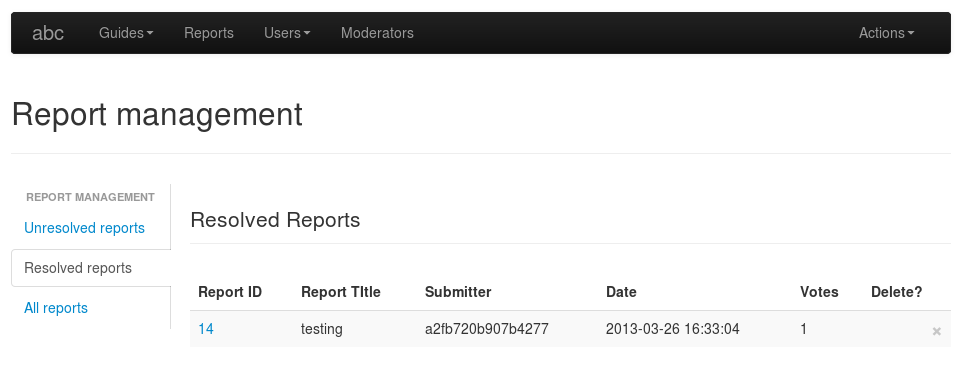 abc Guides Reports Users Moderators Actions
Report management
REPORT MANAGEMENT
Unresolved reports
Resolved reports
All reports
Resolved Reports
Report ID Report TItle Submitter Date Votes Delete?
14 testing a2fb720b907b4277 2013-03-26 16:33:04 1 ×